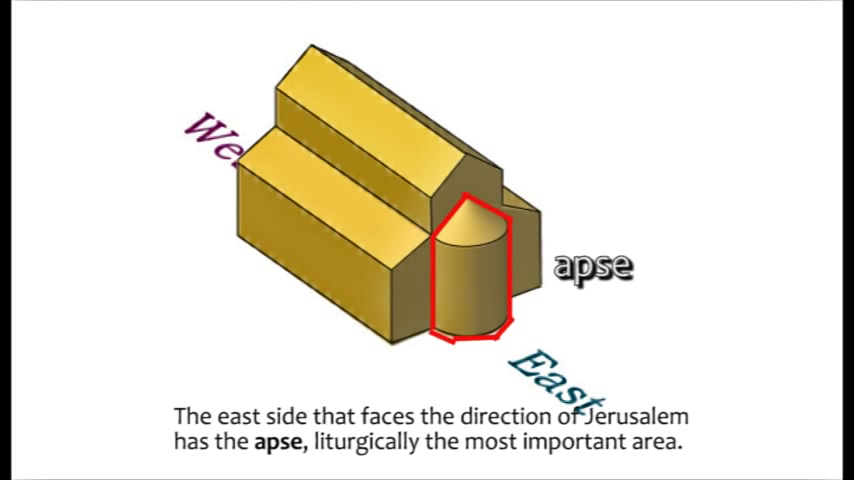 apse
East
The east side that faces the direction of Jerusalem
has the apse, liturgically the most important area.